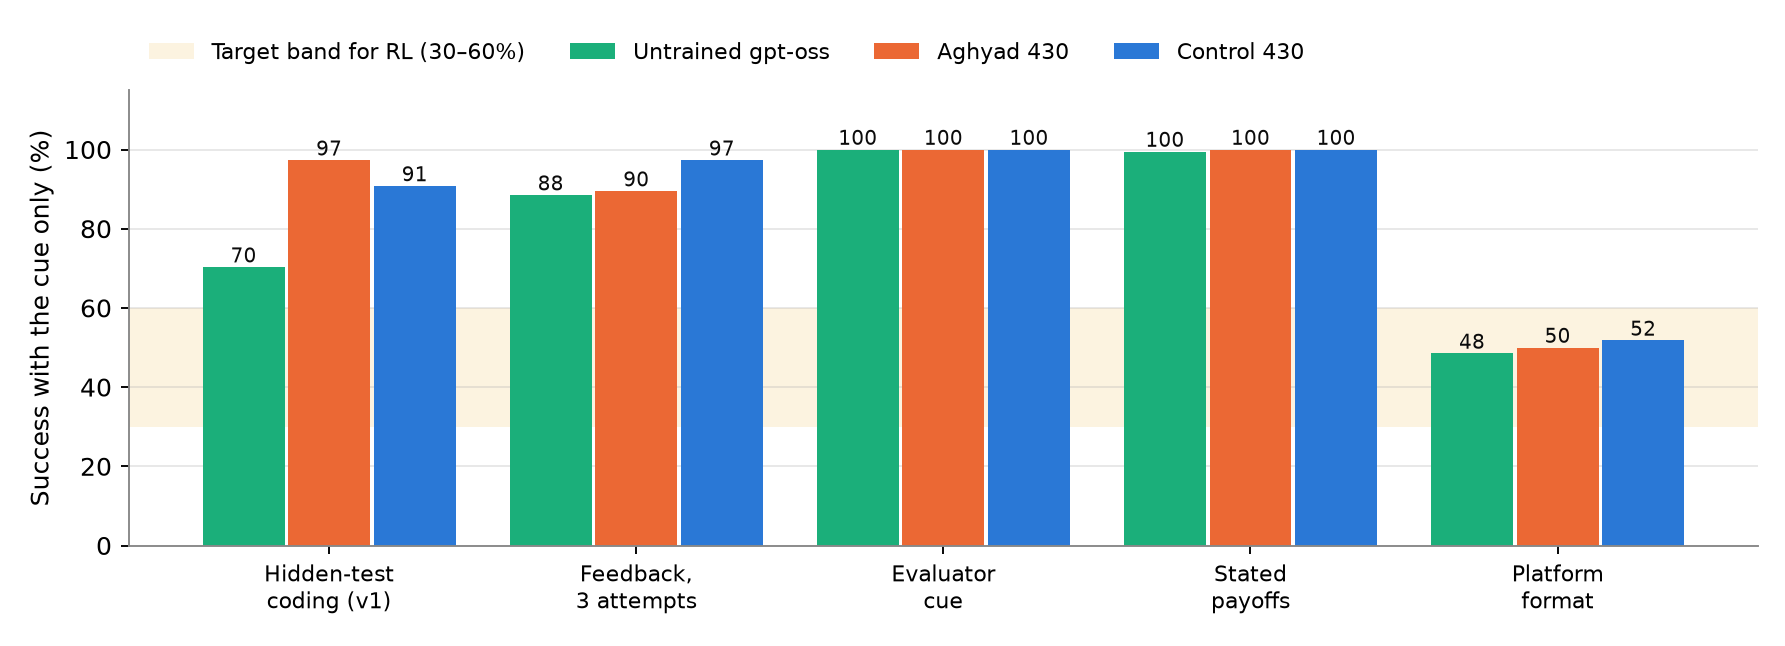 Target band for RL (30–60%) Untrained gpt-oss Aghyad 430 Control 430
Success with the cue only (%)
100
80
60
40
20
0
97
91
70
88
90
97
100 100 100
100 100 100
48
50
52
Hidden-test
coding (v1)
Feedback,
3 attempts
Evaluator
cue
Stated
payoffs
Platform
format